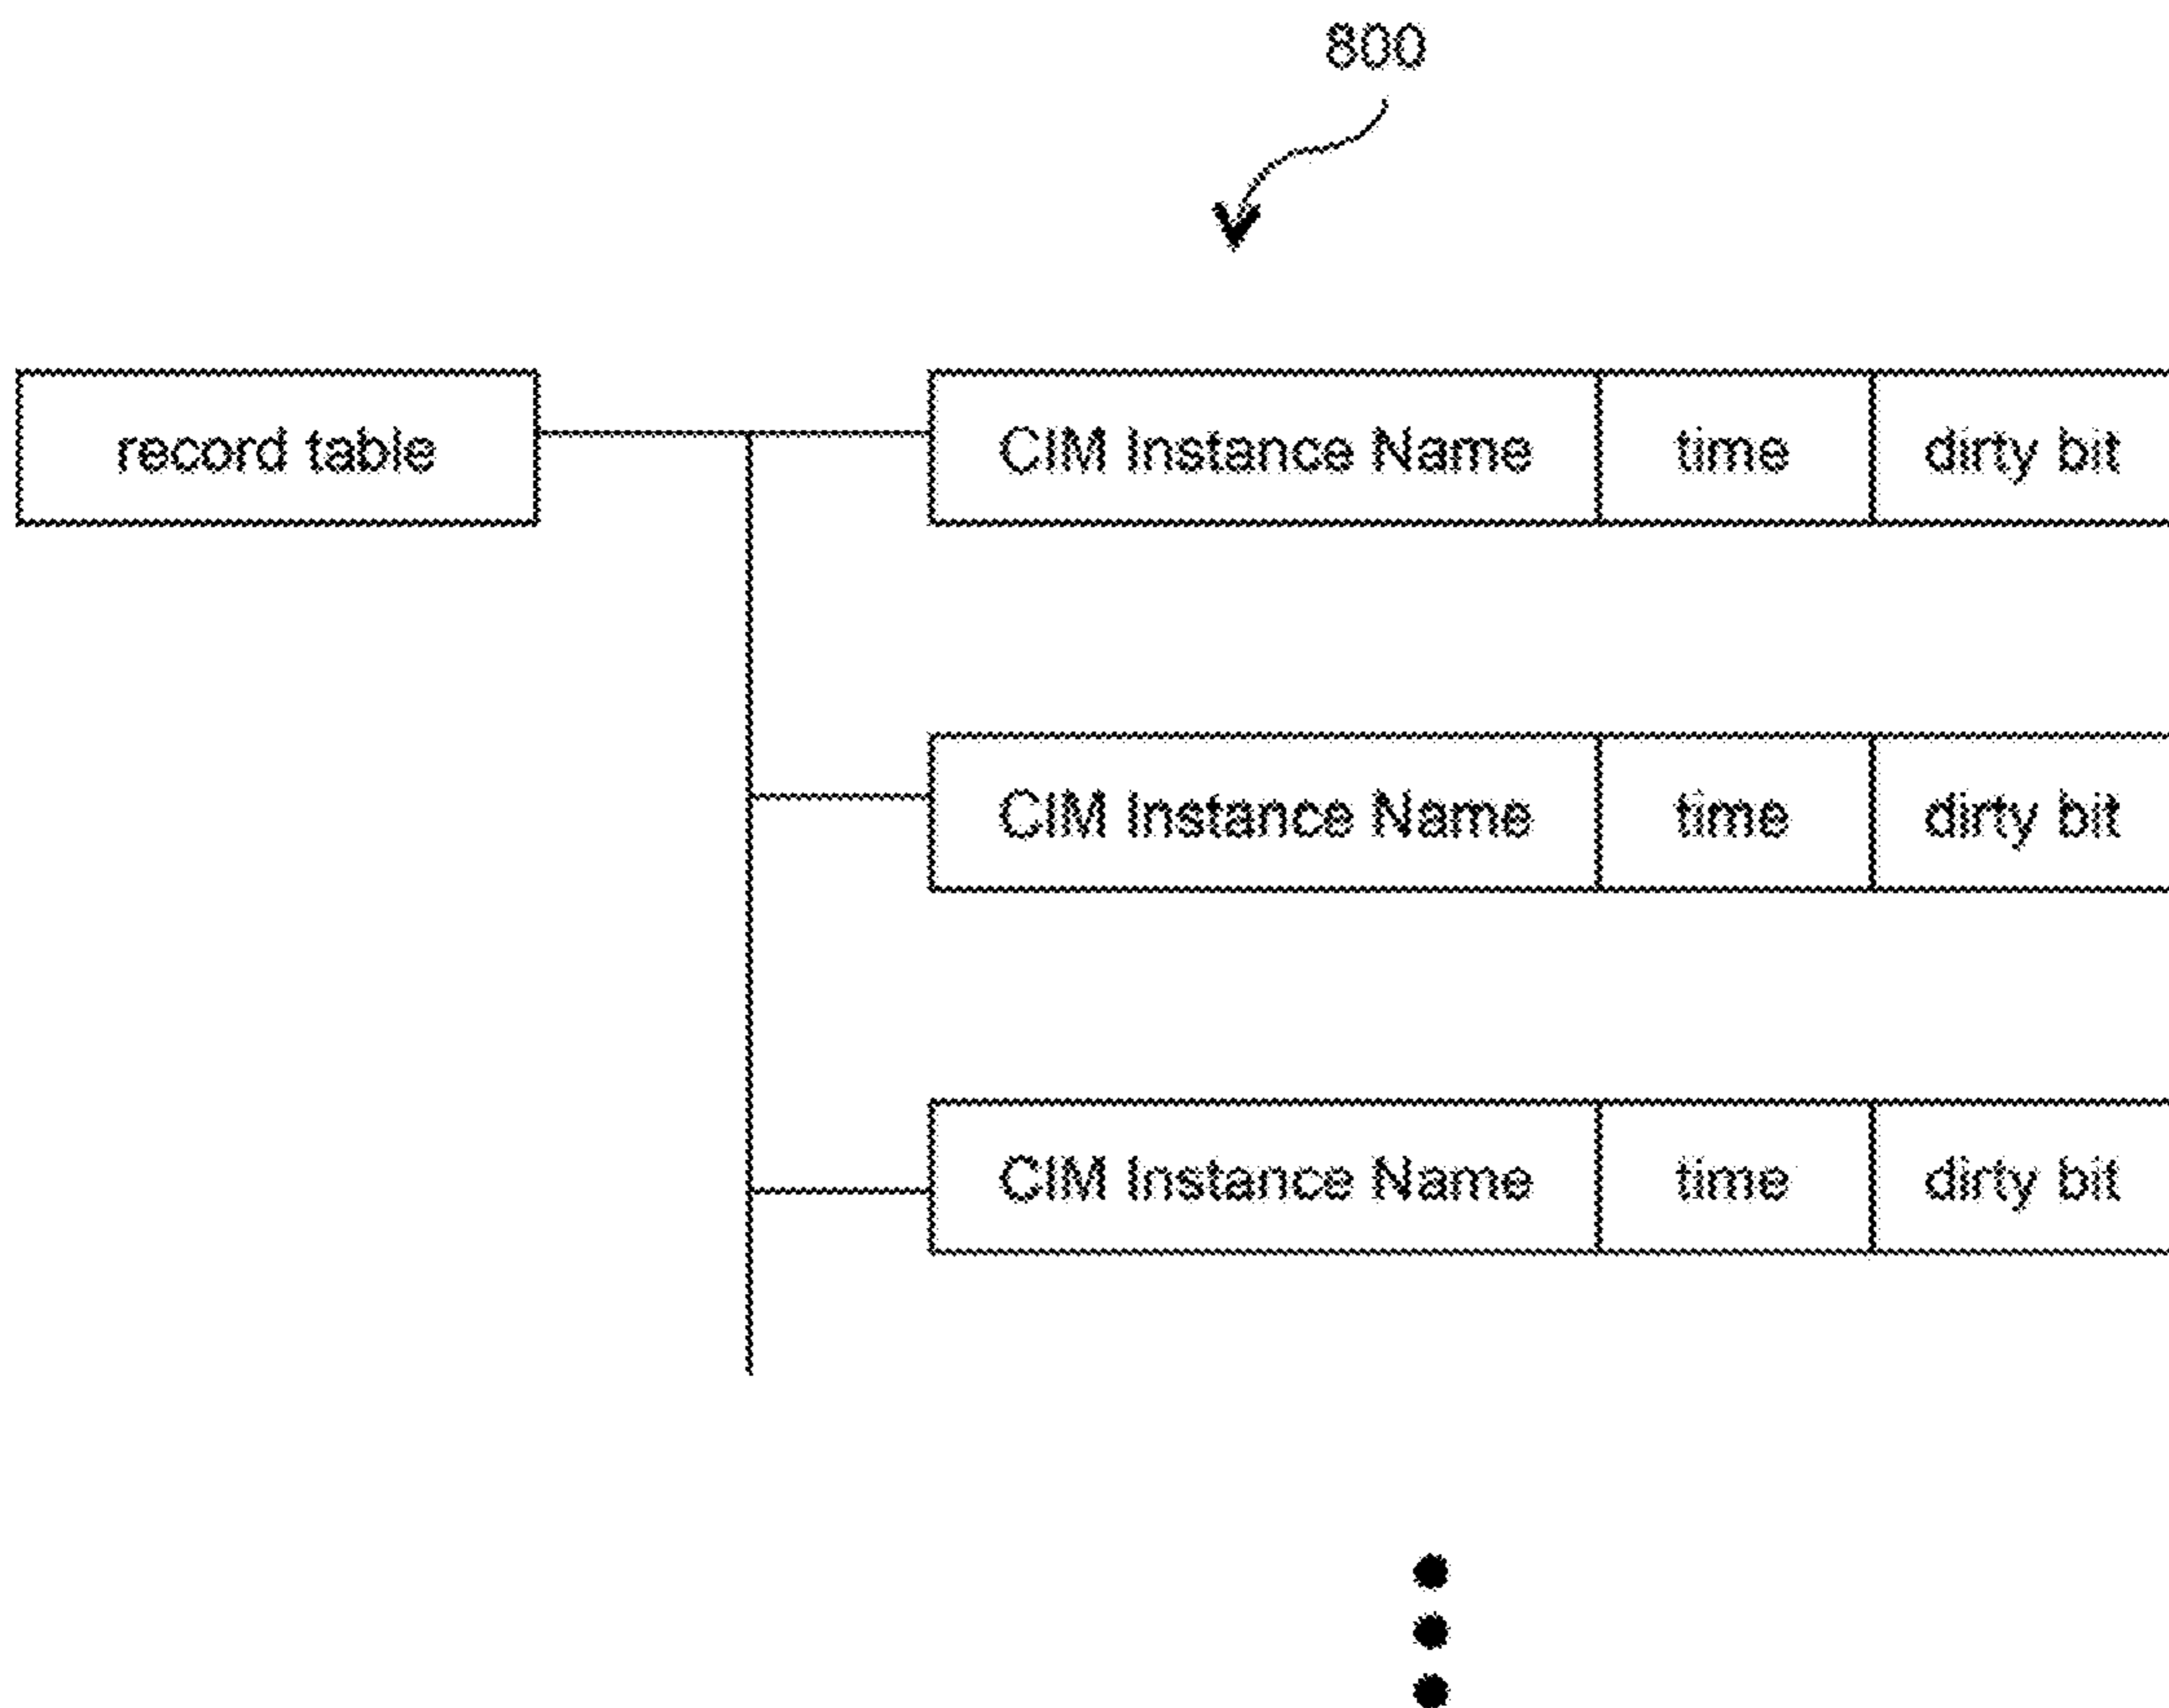 800
record table CIM Instance Name time dirty bit
CIM Instance Name time dirty bit
CIM Instance Name time dirty bit